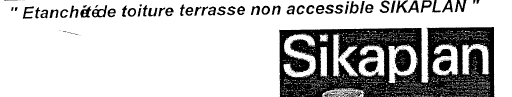 " Etanchéité de toiture terrasse non accessible SIKAPLAN "
Sikaplan